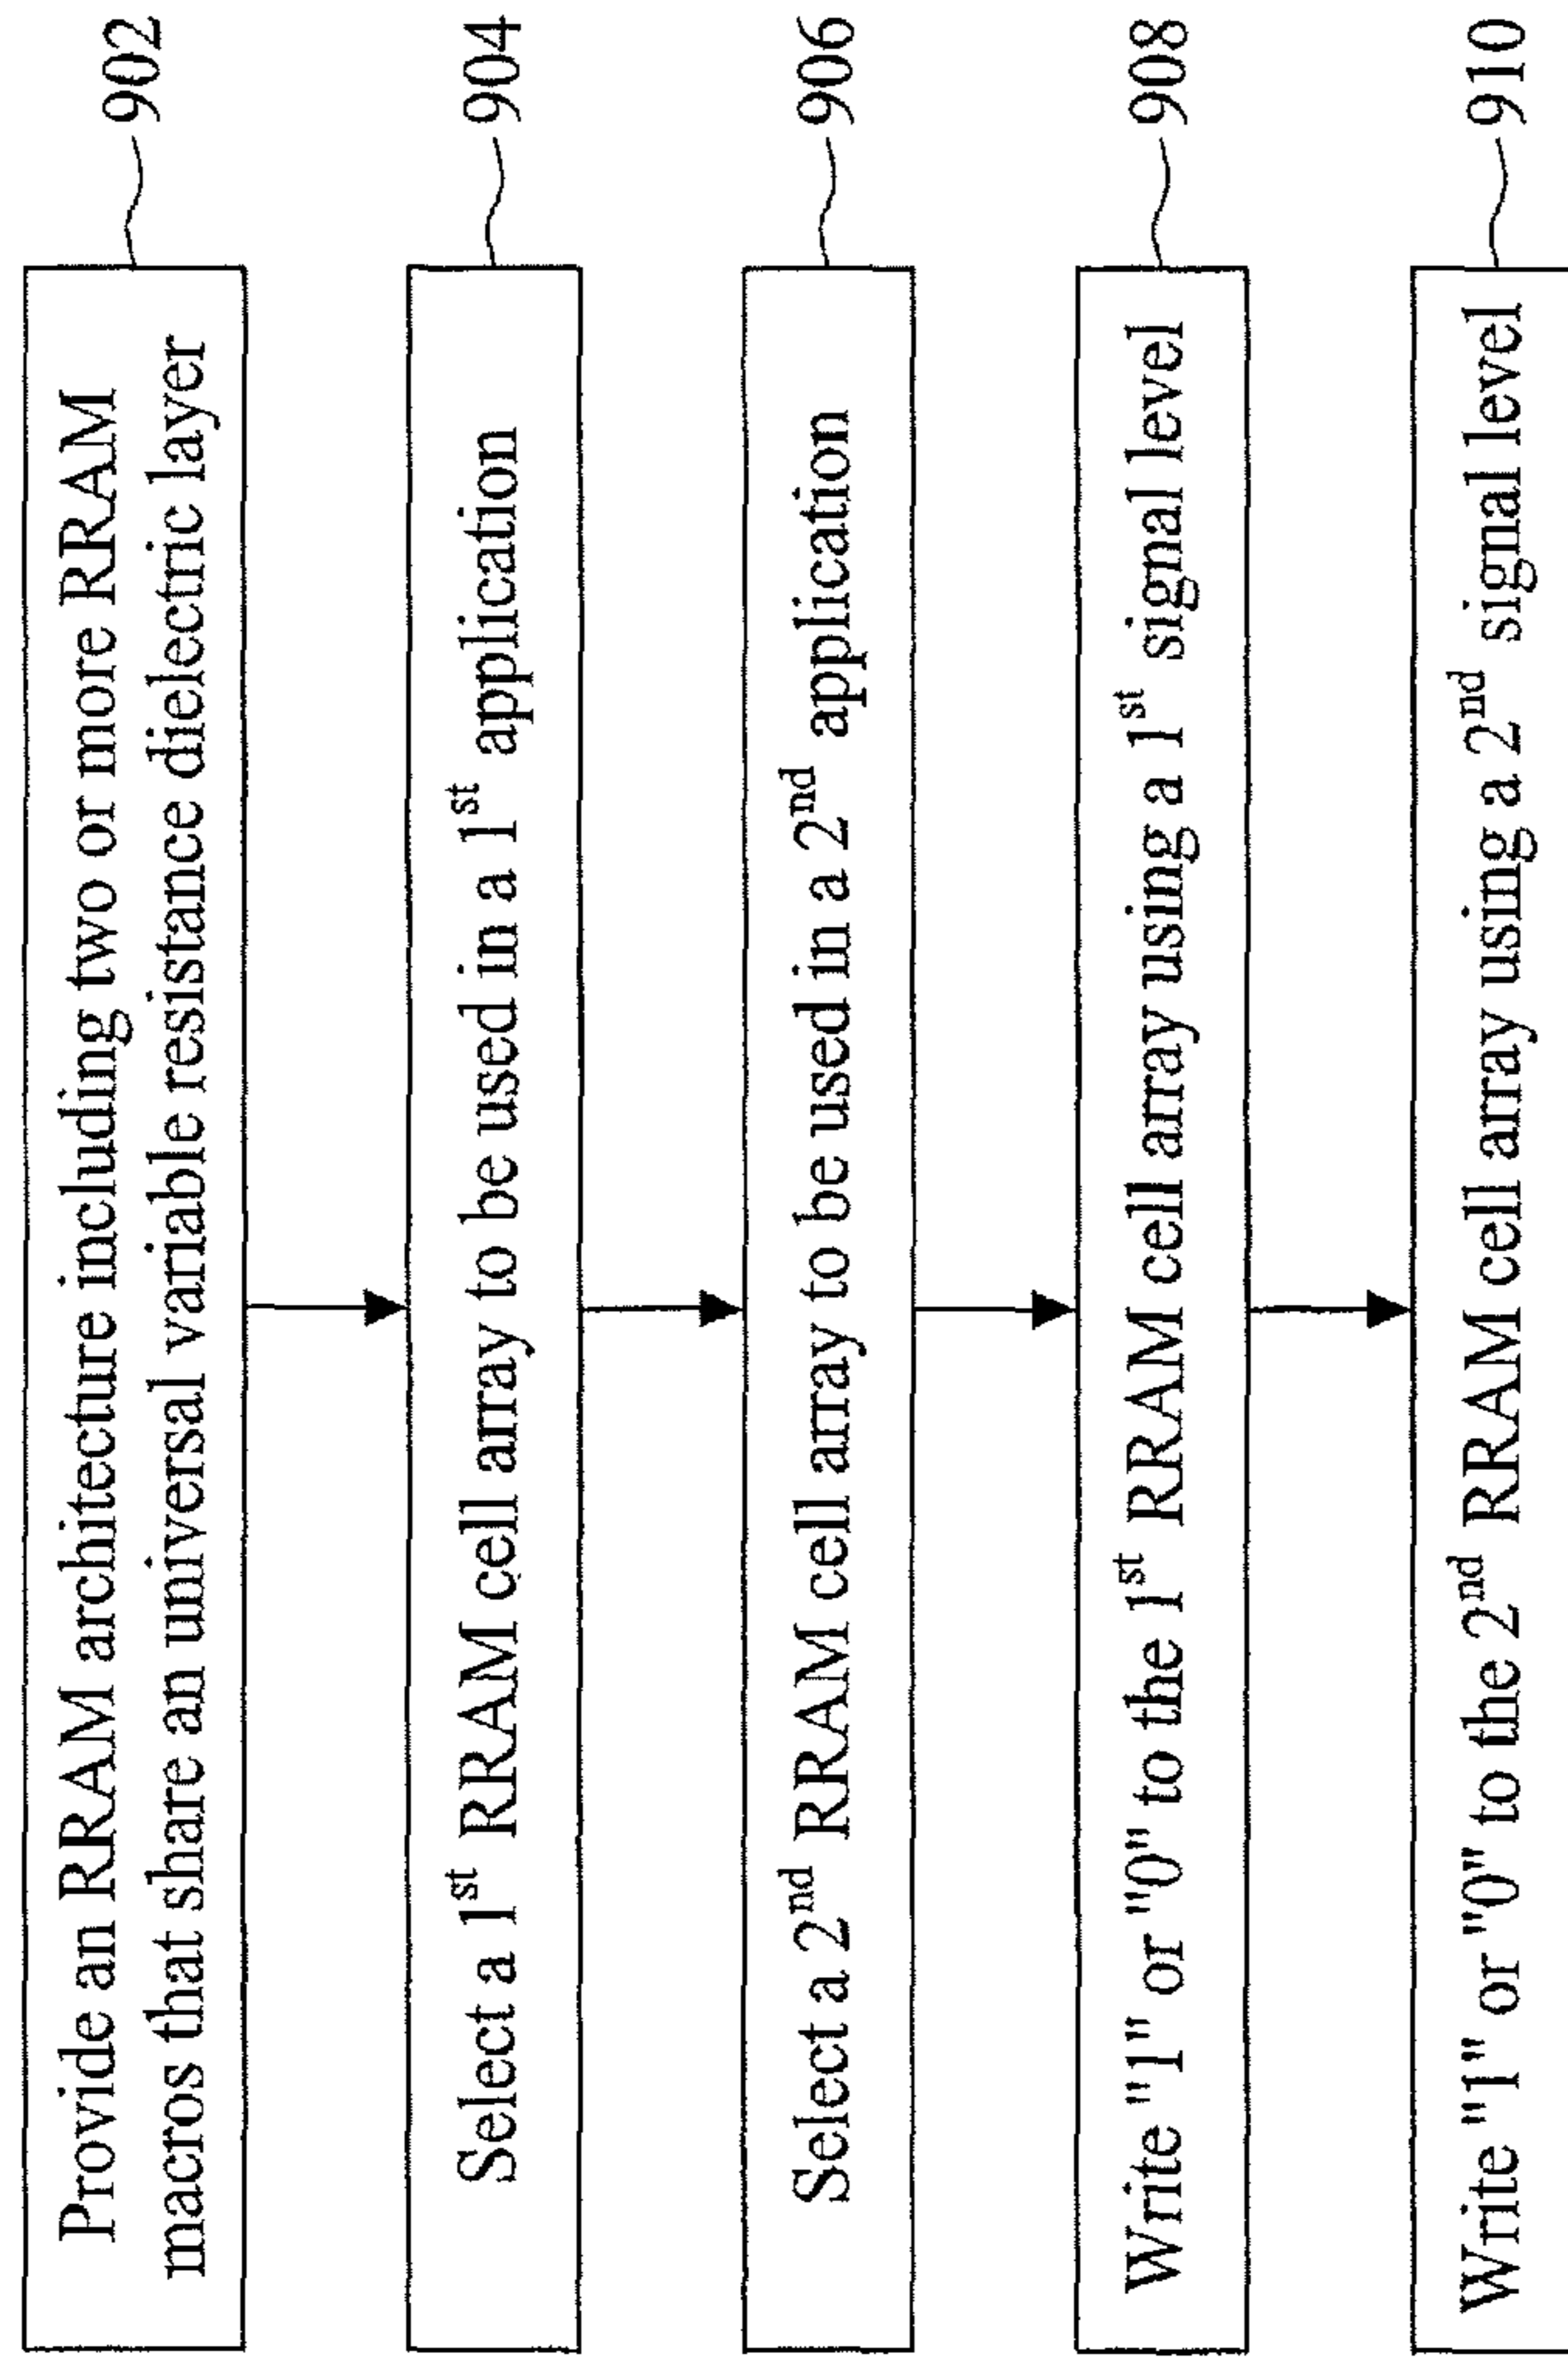 Provide an RRAM architecture including two or more RRAM
macros that share an universal variable resistance dielectric layer
902
Select a 1st RRAM cell array to be used in a 1st application
904
Select a 2nd RRAM cell array to be used in a 2nd application
906
Write "1" or "0" to the 1st RRAM cell array using a 1st signal level
908
Write "1" or "0" to the 2nd RRAM cell array using a 2nd signal level
910